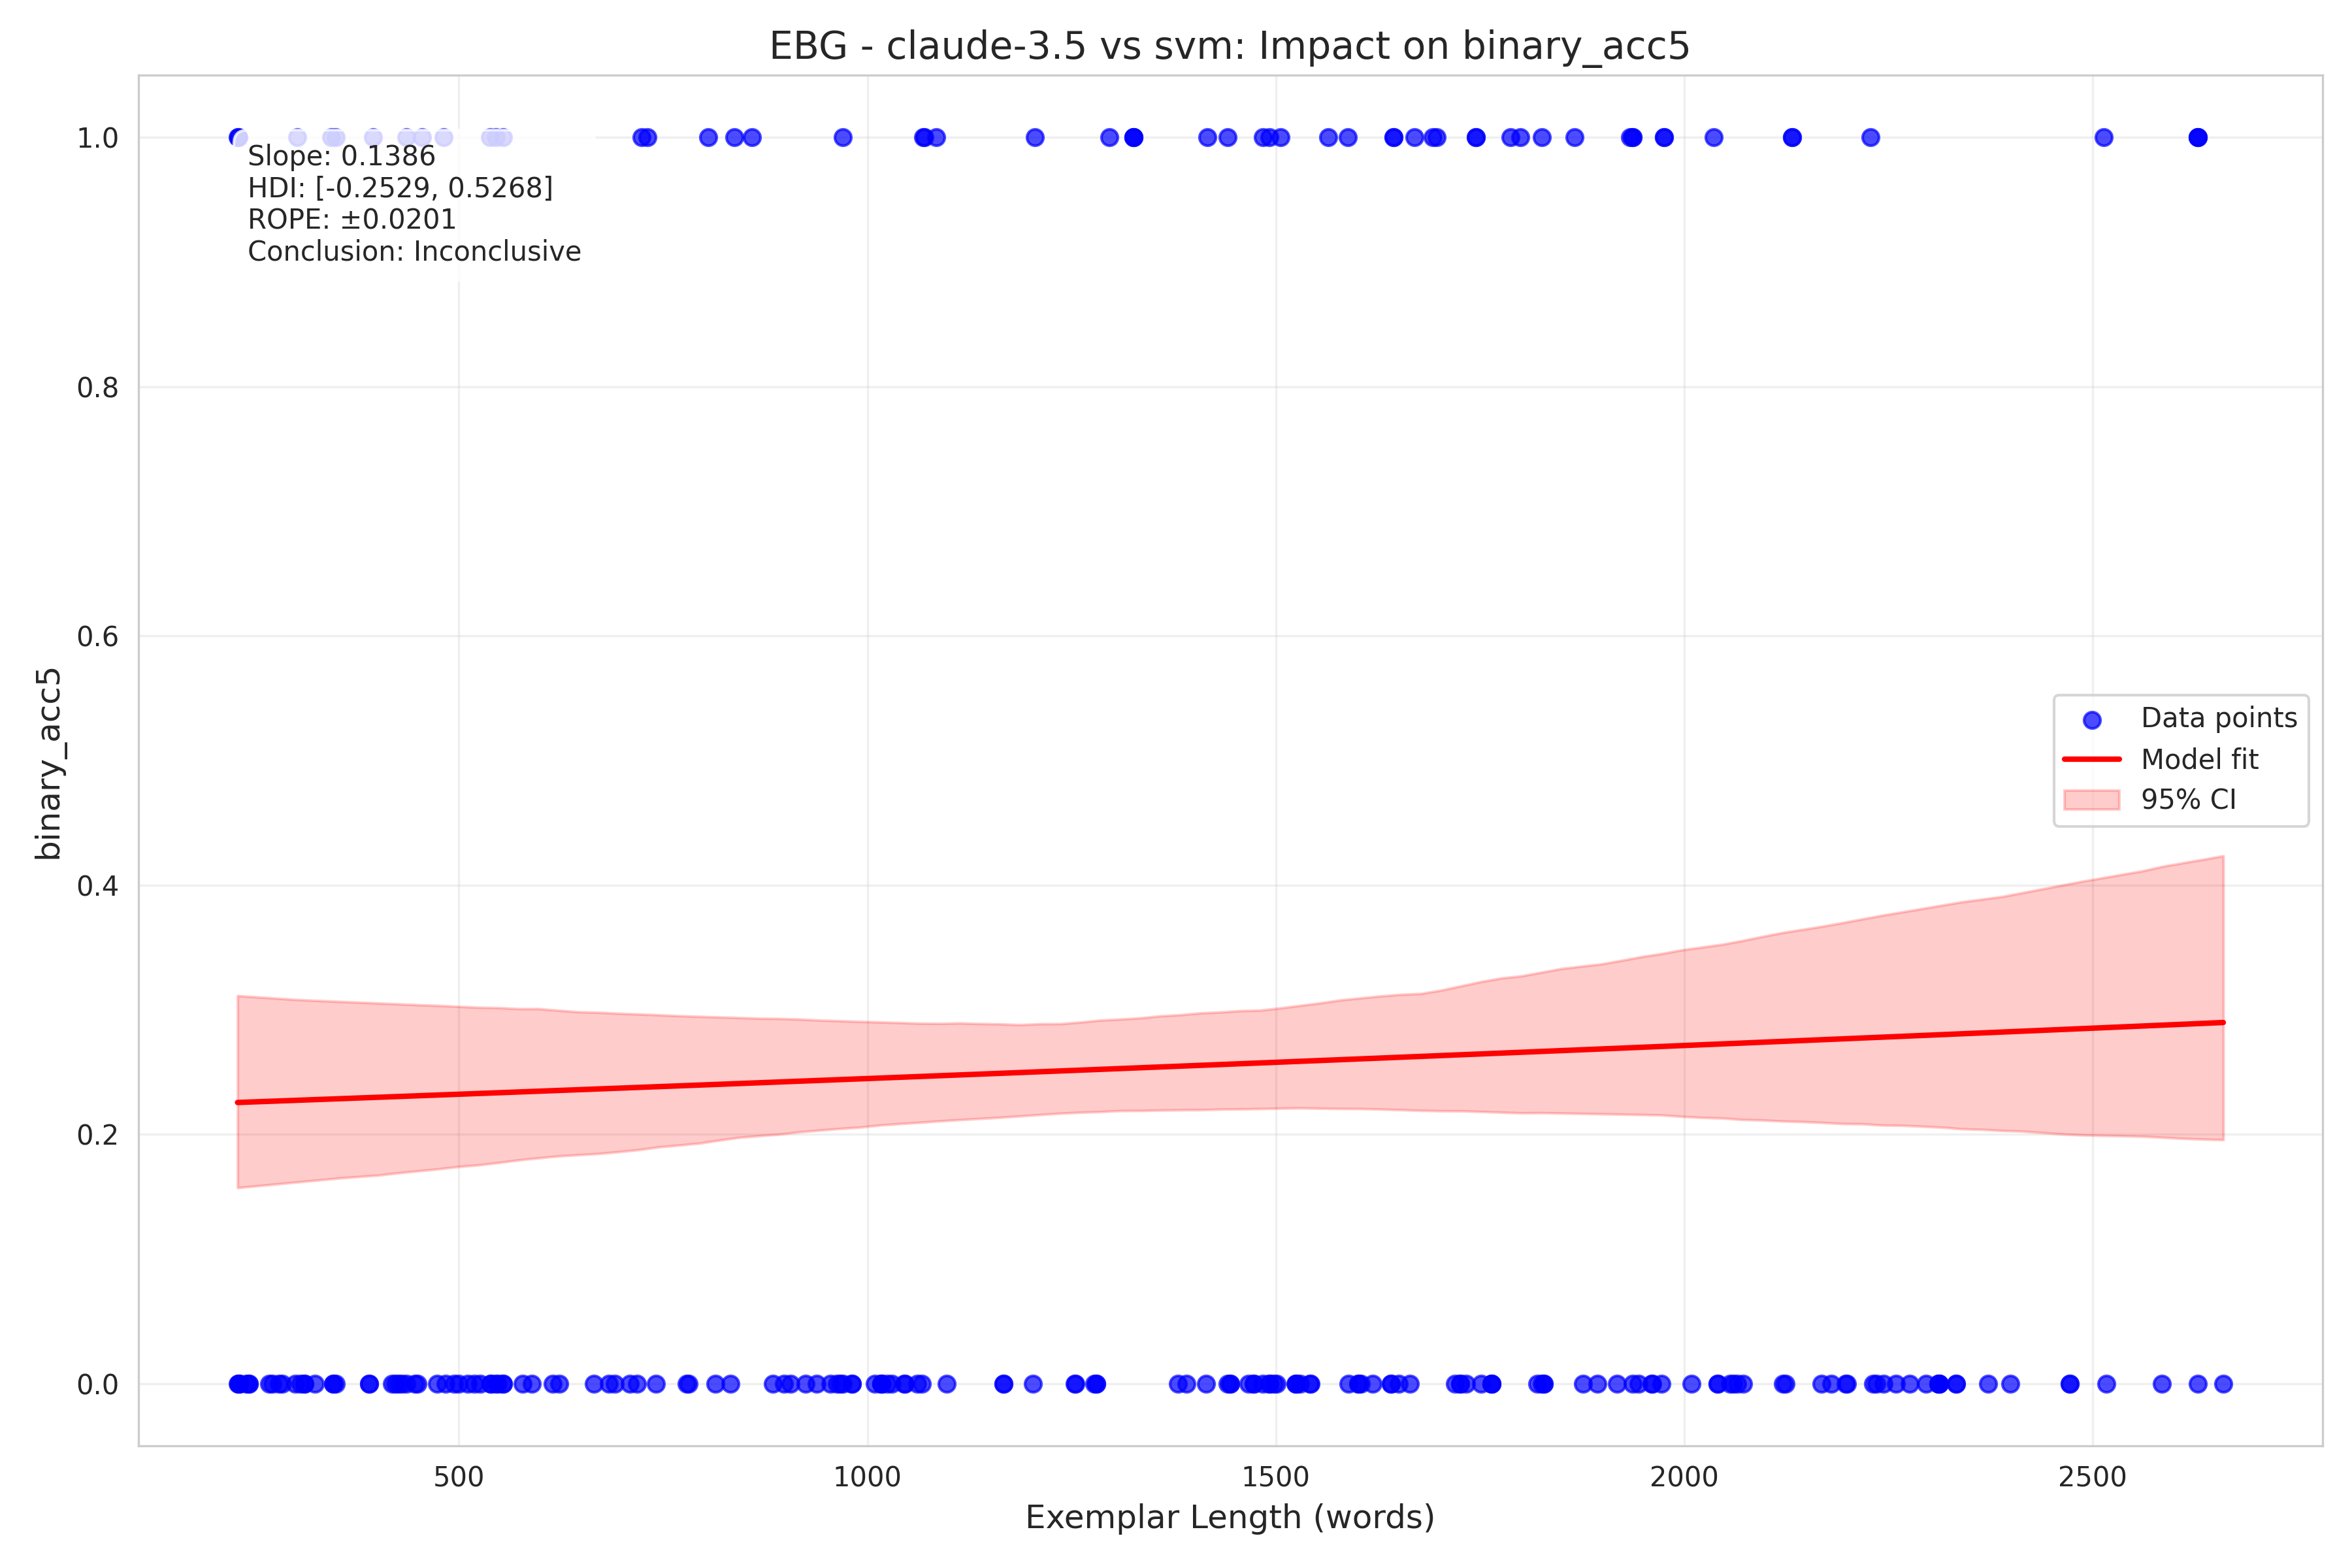 EBG - claude-3.5 vs svm: Impact on binary_acc5
1.0
0.8
0.6
0.4
0.2
0.0
binary_acc5
Slope: 0.1386
HDI: [-0.2529, 0.5268]
ROPE: ±0.0201
Conclusion: Inconclusive
Data points
Model fit
95% CI
500
1000
1500
2000
2500
Exemplar Length (words)